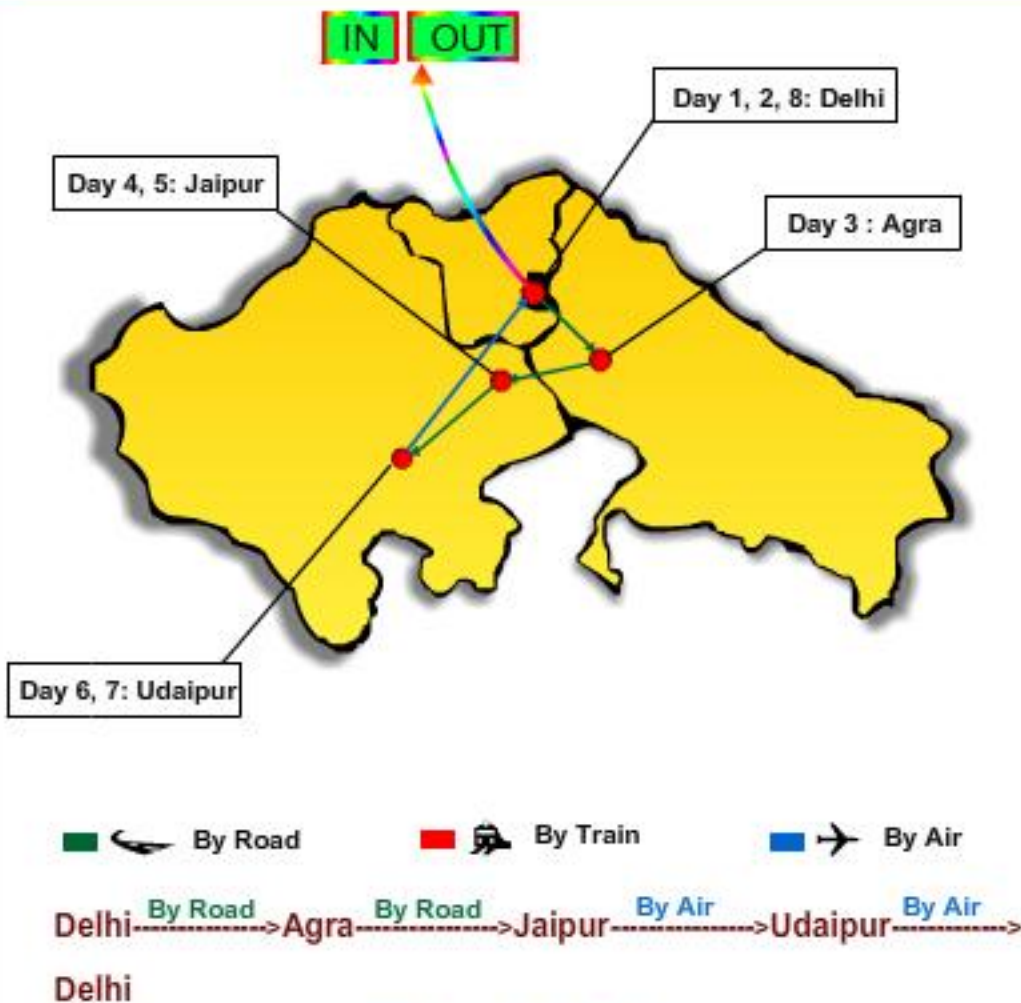 IN OUT
Day 1, 2, 8: Delhi
Day 4, 5: Jaipur
Day 3 : Agra
Day 6, 7: Udaipur
By Road By Train By Air
Delhi--By Road-->Agra--By Road-->Jaipur--By Air-->Udaipur--By Air-->
Delhi